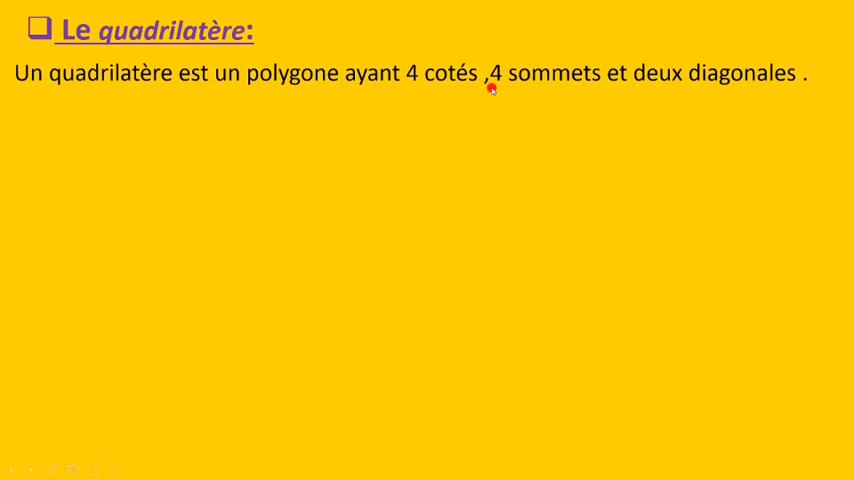 Le quadrilatère:
Un quadrilatère est un polygone ayant 4 cotés ,4 sommets et deux diagonales .